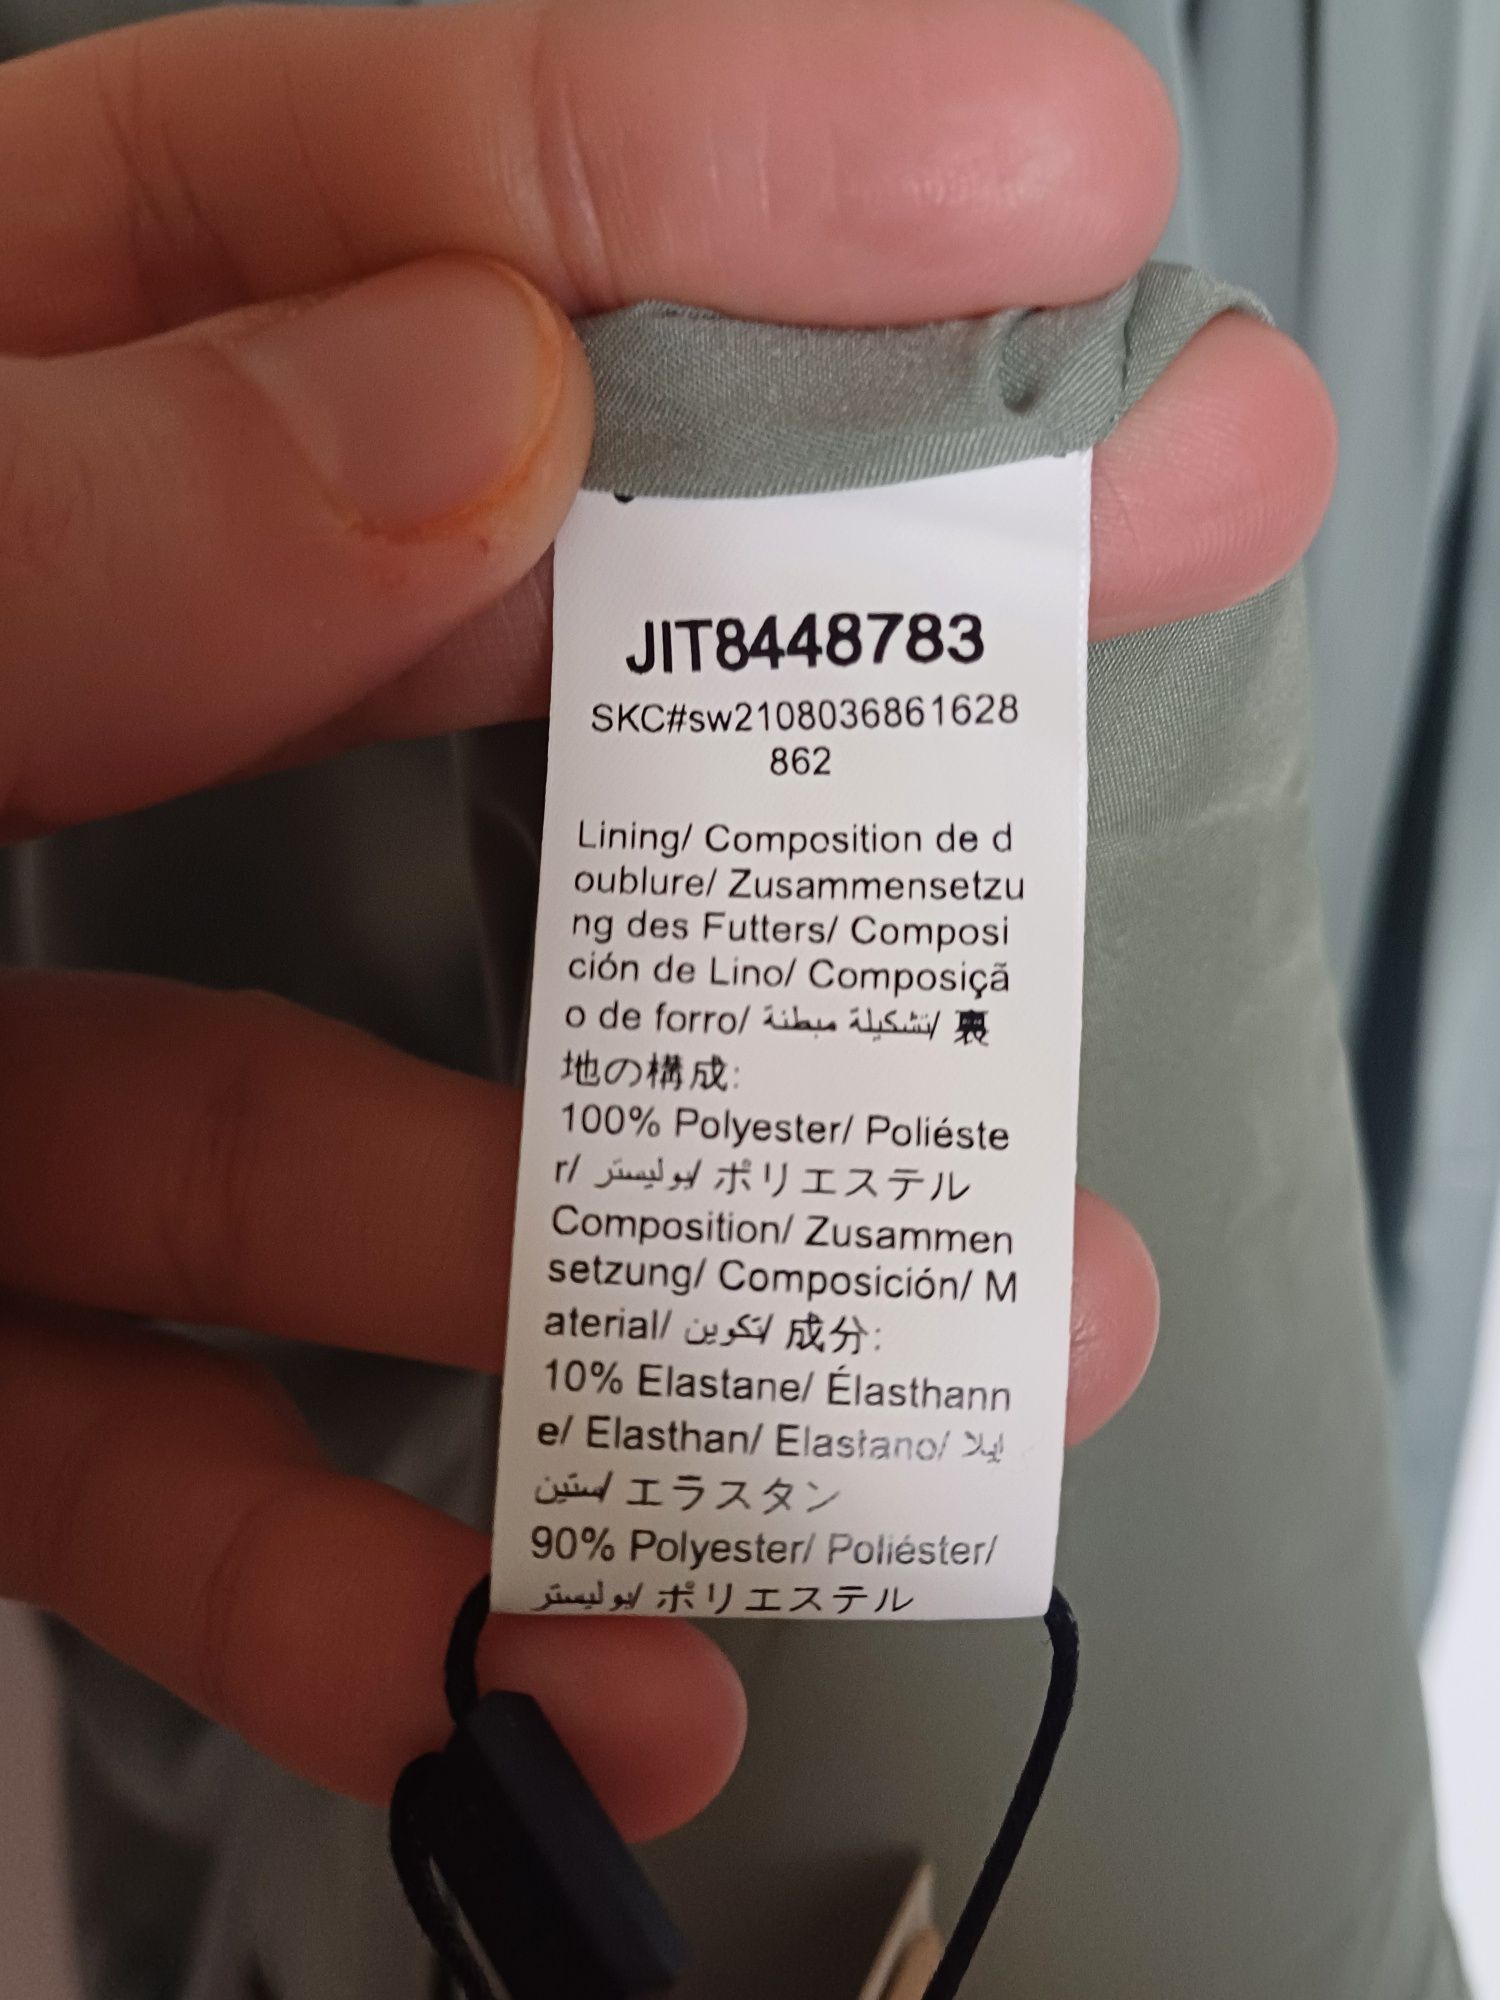 JIT8448783
SKC#sw2108036861628
862
Lining/ Composition de d
oublure/ Zusammensetzu
ng des Futters/ Composi
ción de Lino/ Composiçã
o de forro/ تشكيلة مبطنة/ 裏
地の構成:
100% Polyester/ Poliéste
r/ بوليستر/ ポリエステル
Composition/ Zusammen
setzung/ Composición/ M
aterial/ تكوين/ 成分:
10% Elastane/ Élasthann
e/ Elasthan/ Elastano/ إيلا
ستين/ エラスタン
90% Polyester/ Poliéster/
بوليستر/ ポリエステル